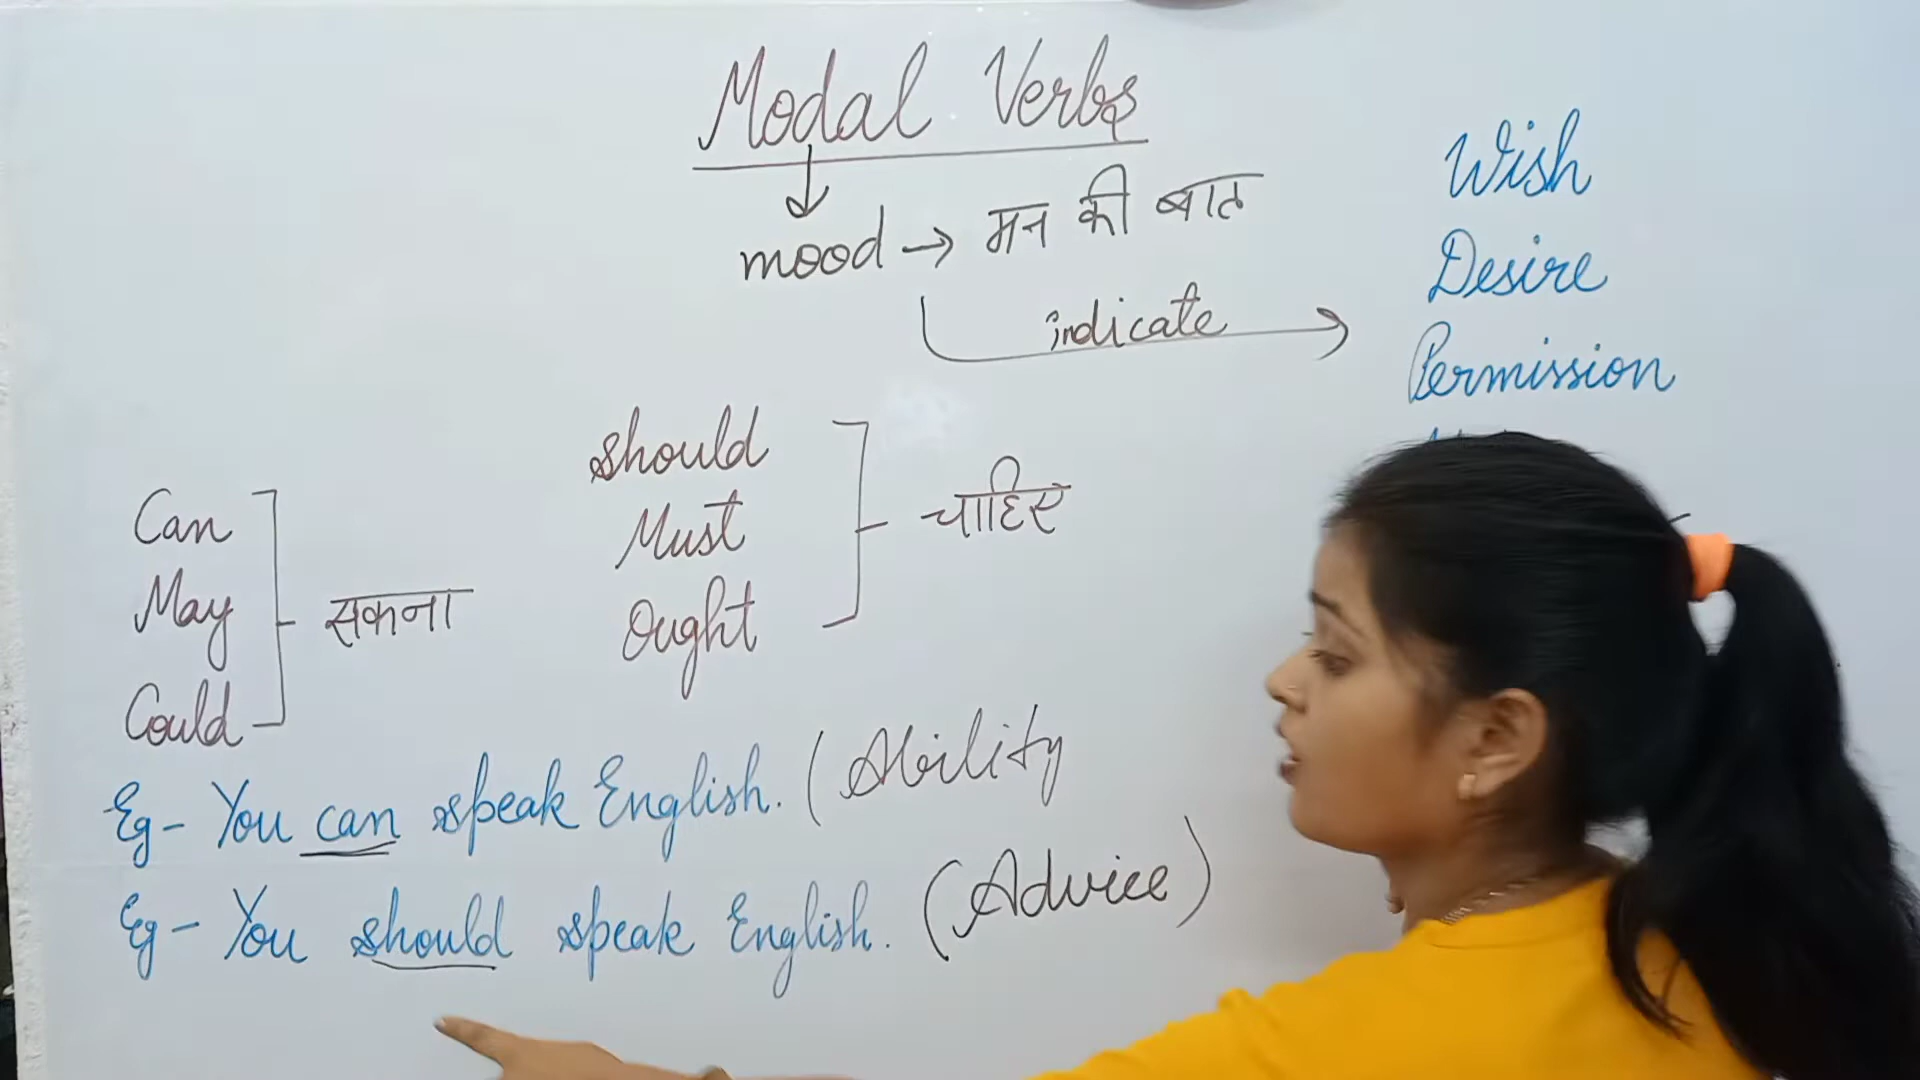 Modal Verbs
mood → मन की बात
indicate
Wish
Desire
Permission
Can
May
Could
सकना
should
Must
Ought
चाहिए
Eg- You can speak English. (Ability
Eg- You should speak English. (Advice)